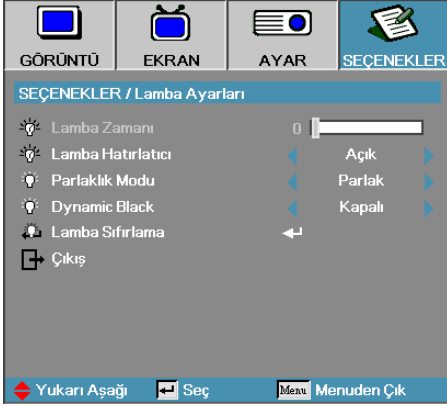 GÖRÜNTÜ EKRAN AYAR SEÇENEKLER
SEÇENEKLER / Lamba Ayarları
Lamba Zamanı 0
Lamba Hatırlatıcı Açık
Parlaklık Modu Parlak
Dynamic Black Kapalı
Lamba Sıfırlama
Çıkış
Yukarı Aşağı Seç Menu Menuden Çık